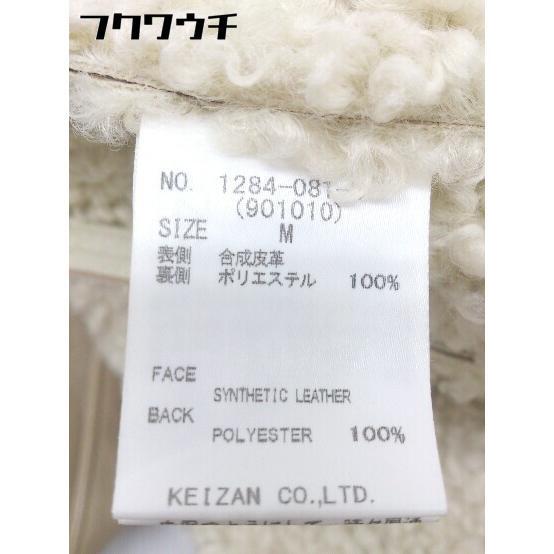 フクワウチ
NO. 1284-081-
(901010)
SIZE M
表側 合成皮革
裏側 ポリエステル 100%
FACE
SYNTHETIC LEATHER
BACK
POLYESTER 100%
KEIZAN CO.,LTD.